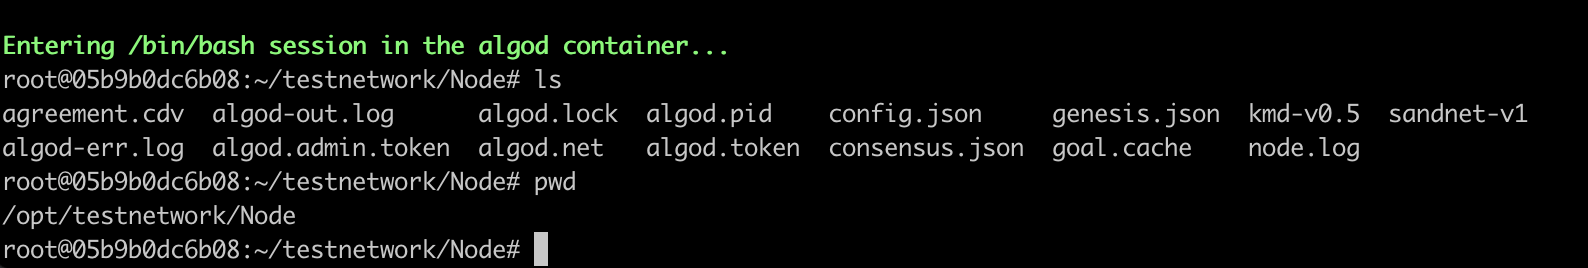 Entering /bin/bash session in the algod container...
root@05b9b0dc6b08:~/testnetwork/Node# ls
agreement.cdv  algod-out.log      algod.lock  algod.pid    config.json     genesis.json  kmd-v0.5  sandnet-v1
algod-err.log  algod.admin.token  algod.net   algod.token  consensus.json  goal.cache    node.log
root@05b9b0dc6b08:~/testnetwork/Node# pwd
/opt/testnetwork/Node
root@05b9b0dc6b08:~/testnetwork/Node#